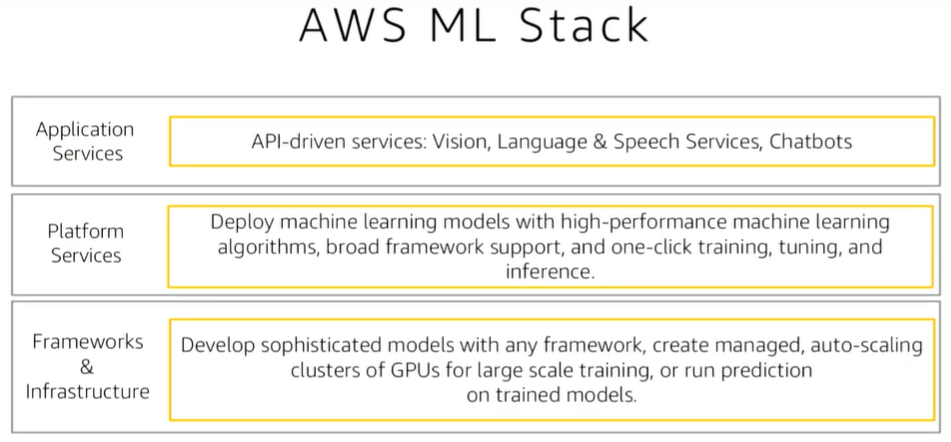 AWS ML Stack
Application
Services
API-driven services: Vision, Language & Speech Services, Chatbots
Platform
Services
Deploy machine learning models with high-performance machine learning
algorithms, broad framework support, and one-click training, tuning, and
inference.
Frameworks
&
Infrastructure
Develop sophisticated models with any framework, create managed, auto-scaling
clusters of GPUs for large scale training, or run prediction
on trained models.